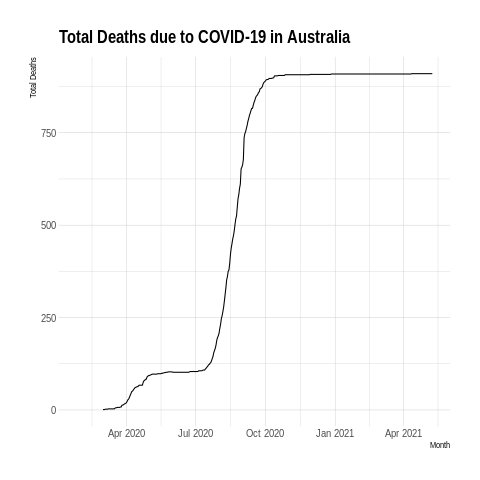 Total Deaths due to COVID-19 in Australia
Total Deaths
750
500
250
0
Apr 2020 Jul 2020 Oct 2020 Jan 2021 Apr 2021
Month